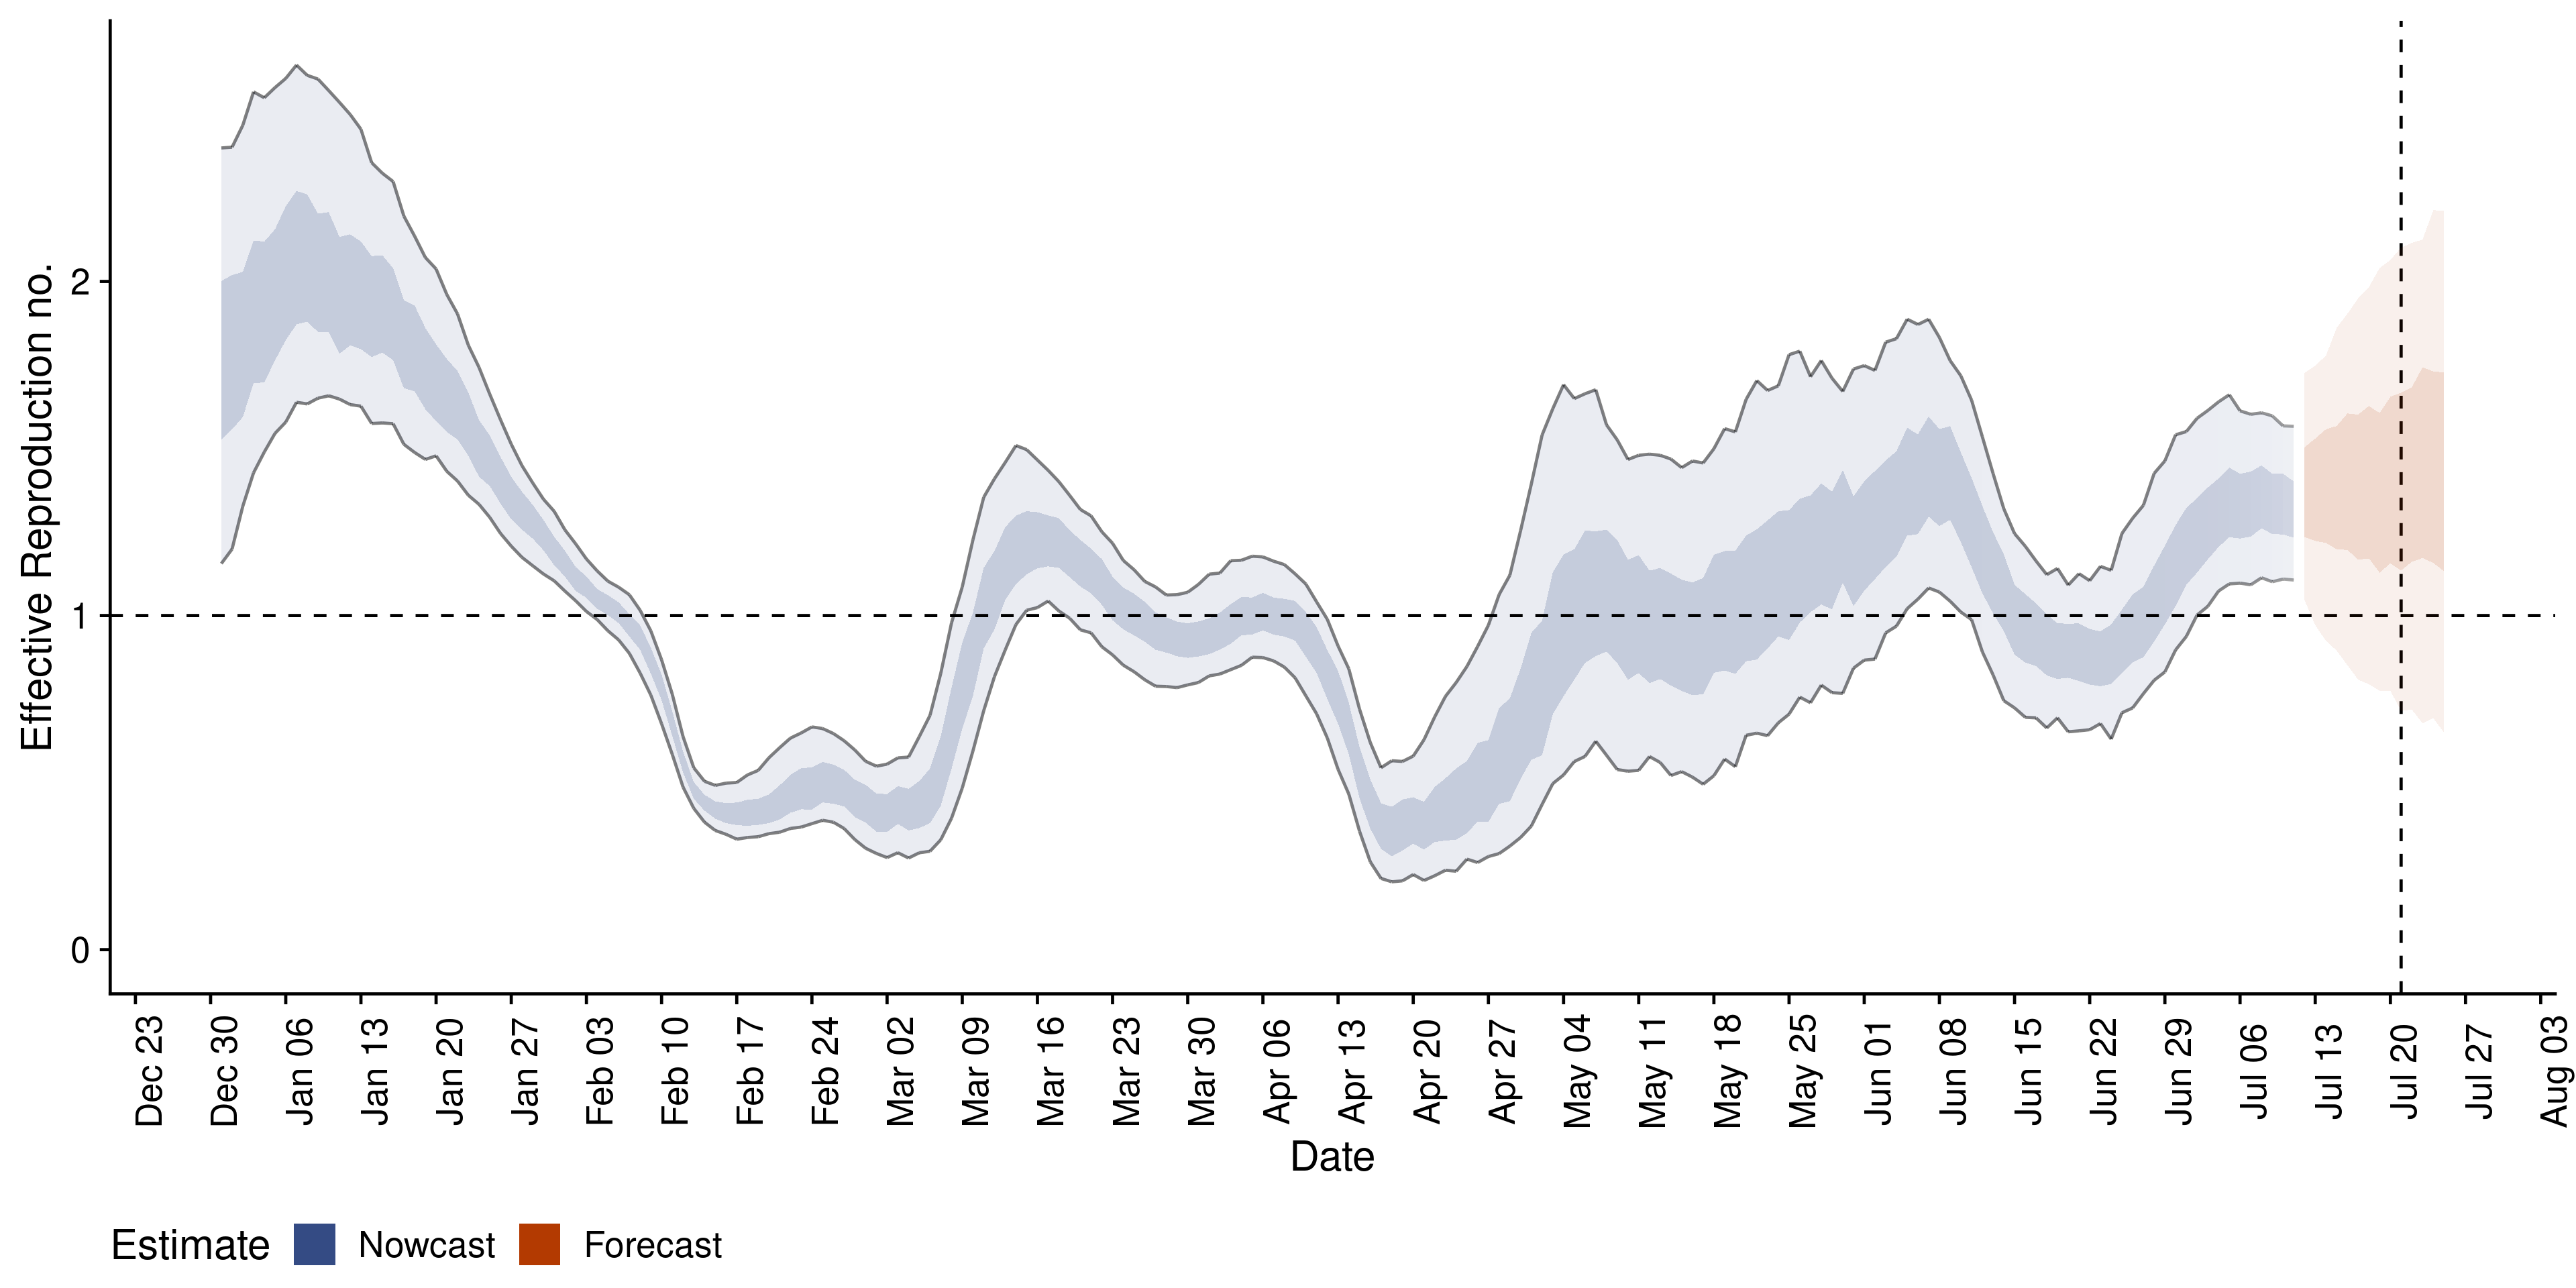 Effective Reproduction no.
2
1
0
Dec 23
Dec 30
Jan 06
Jan 13
Jan 20
Jan 27
Feb 03
Feb 10
Feb 17
Feb 24
Mar 02
Mar 09
Mar 16
Mar 23
Mar 30
Apr 06
Apr 13
Apr 20
Apr 27
May 04
May 11
May 18
May 25
Jun 01
Jun 08
Jun 15
Jun 22
Jun 29
Jul 06
Jul 13
Jul 20
Jul 27
Aug 03
Date
Estimate Nowcast Forecast